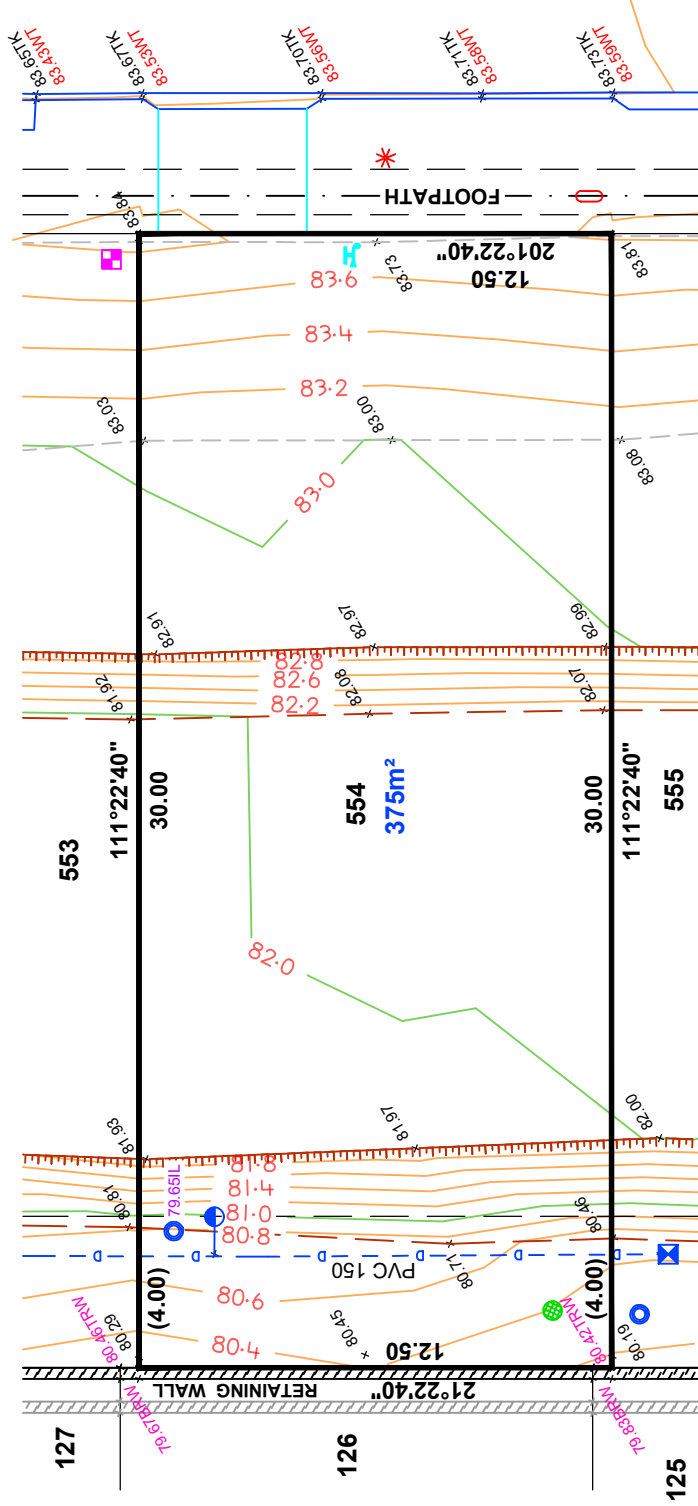 83.65TK
83.43WT
83.67TK
83.53WT
83.70TK
83.56WT
83.71TK
83.58WT
83.73TK
83.59WT
FOOTPATH
83.84
H
83.73
201°22'40"
12.50
83.81
83.6
83.4
83.2
83.03
83.00
83.08
83.0
82.91
82.97
82.99
82.8
82.6
82.2
81.92
82.08
82.07
553
111°22'40"
30.00
554
375m²
30.00
111°22'40"
555
82.0
81.93
81.97
82.00
81.8
81.4
81.0
80.8
80.81
79.65IL
80.46
D D D D D D
PVC 150
80.71
80.6
80.4
(4.00)
(4.00)
80.46TRW
80.29
80.45
80.42TRW
80.19
12.50
21°22'40"
RETAINING WALL
79.67BRW
79.83BRW
127
126
125